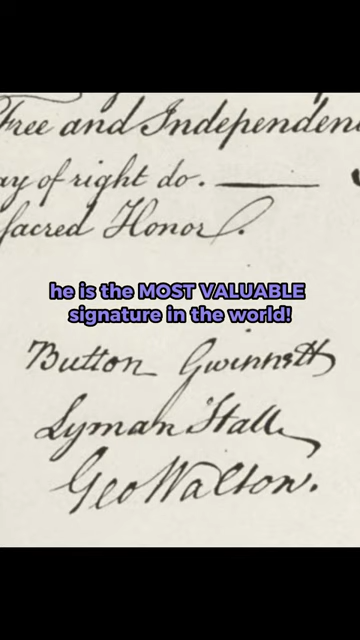 Free and Independen
ay of right do.
sacred Honor.
he is the MOST VALUABLE
signature in the world!
Button Gwinnett
Lyman Hall
Geo Walton.